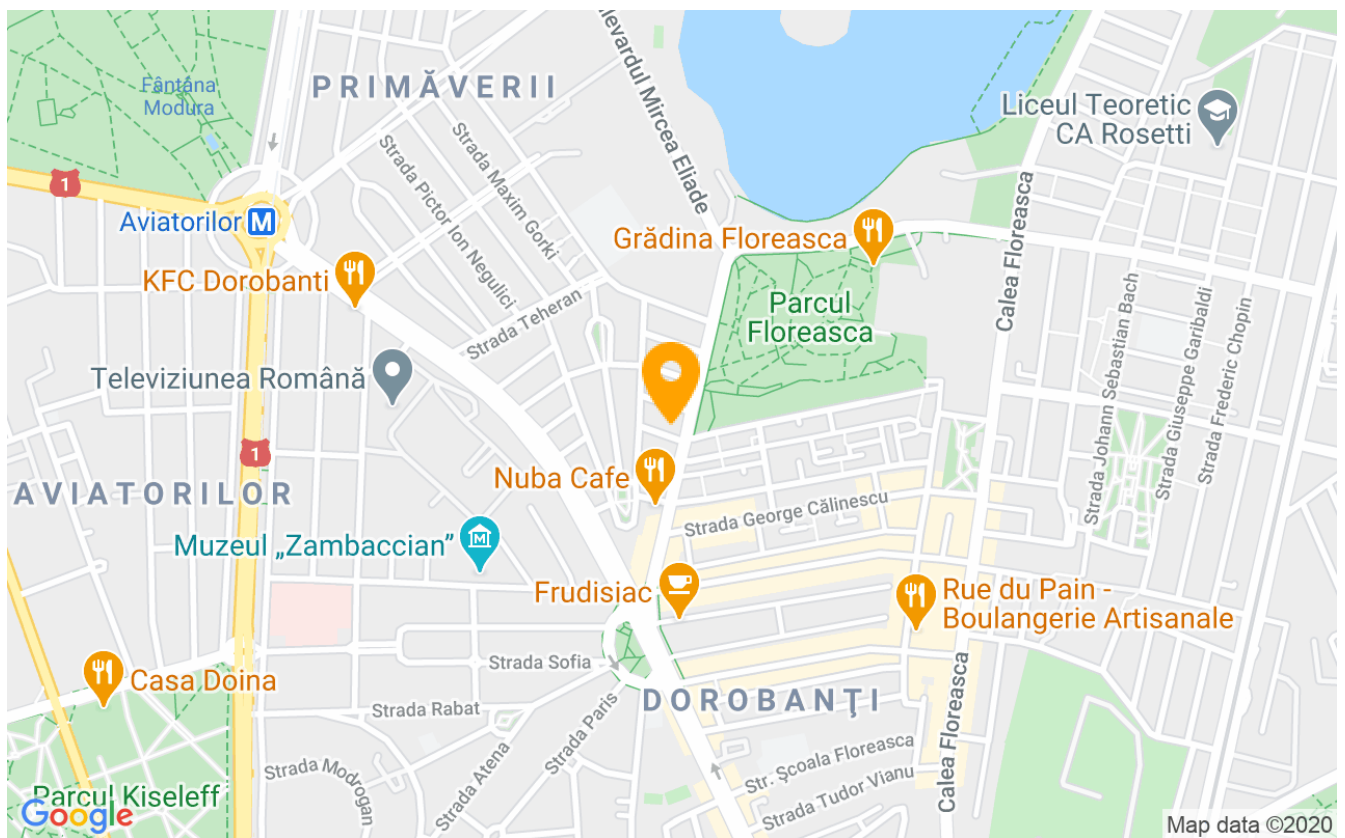 PRIMĂVERII
Fântâna
Modura
Bulevardul Mircea Eliade
Liceul Teoretic
CA Rosetti
1
Aviatorilor
M
Strada Pictor Ion Negulici
Strada Maxim Gorki
Grădina Floreasca
Calea Floreasca
KFC Dorobanti
Strada Teheran
Parcul
Floreasca
Strada Johann Sebastian Bach
Strada Giuseppe Garibaldi
Strada Frederic Chopin
Televiziunea Română
1
AVIATORILOR
Nuba Cafe
Strada George Călinescu
Muzeul „Zambaccian”
M
Frudisiac
Rue du Pain -
Boulangerie Artisanale
Strada Sofia
Casa Doina
DOROBANŢI
Strada Rabat
Strada Paris
Calea Floreasca
Strada Atena
Strada Modrogan
Str. Şcoala Floreasca
Strada Tudor Vianu
Parcul Kiseleff
Google
Map data ©2020